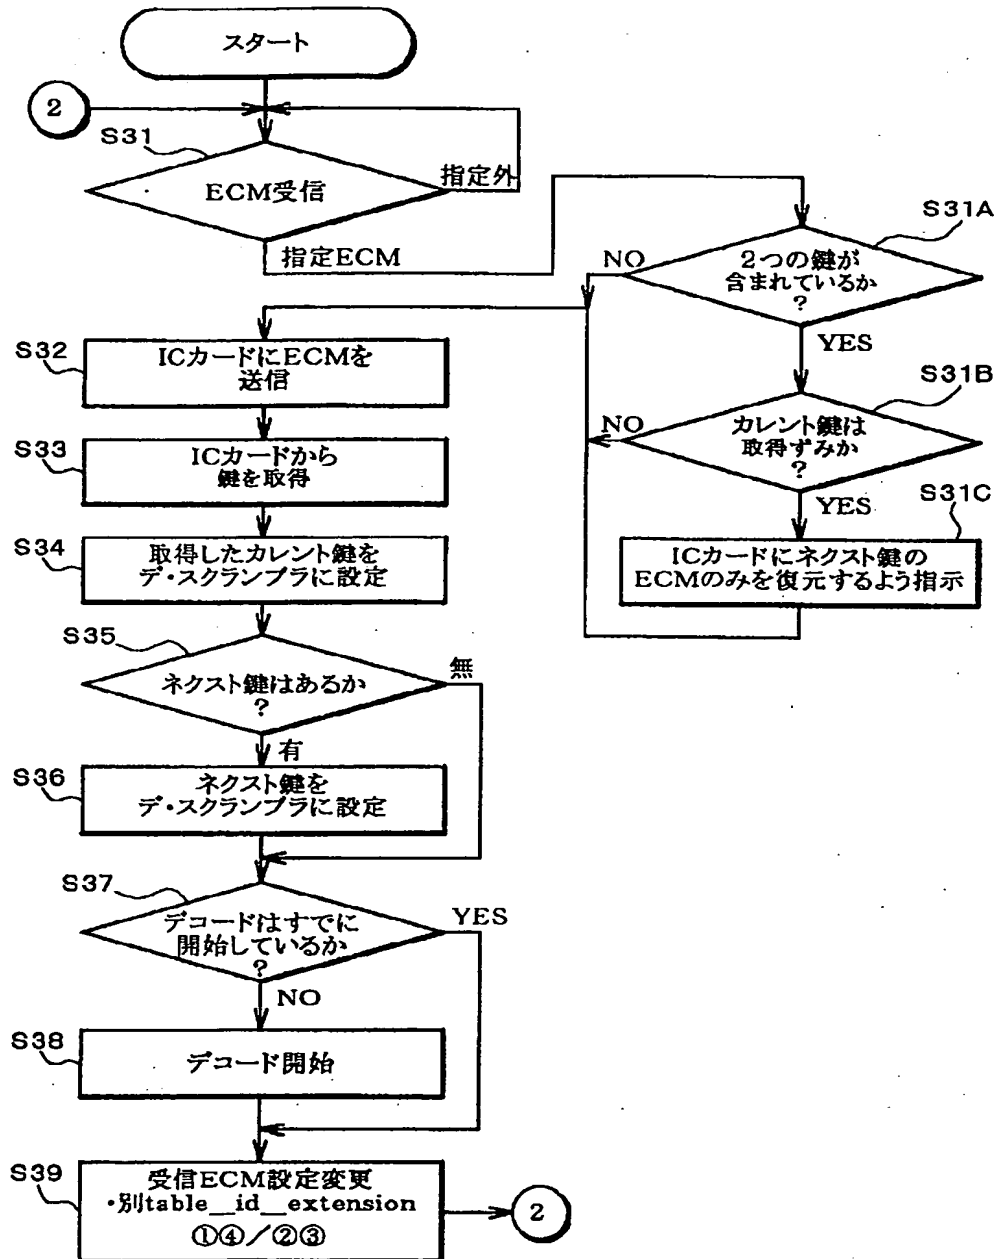 スタート
2
S31
ECM受信
指定外
指定ECM
S31A
2つの鍵が
含まれているか
?
NO
YES
S31B
カレント鍵は
取得ずみか
?
NO
YES
S31C
ICカードにネクスト鍵の
ECMのみを復元するよう指示
S32
ICカードにECMを
送信
S33
ICカードから
鍵を取得
S34
取得したカレント鍵を
デ・スクランブラに設定
S35
ネクスト鍵はあるか
?
無
有
S36
ネクスト鍵を
デ・スクランブラに設定
S37
デコードはすでに
開始しているか
?
YES
NO
S38
デコード開始
S39
受信ECM設定変更
・別table_id_extension
①④/②③
2